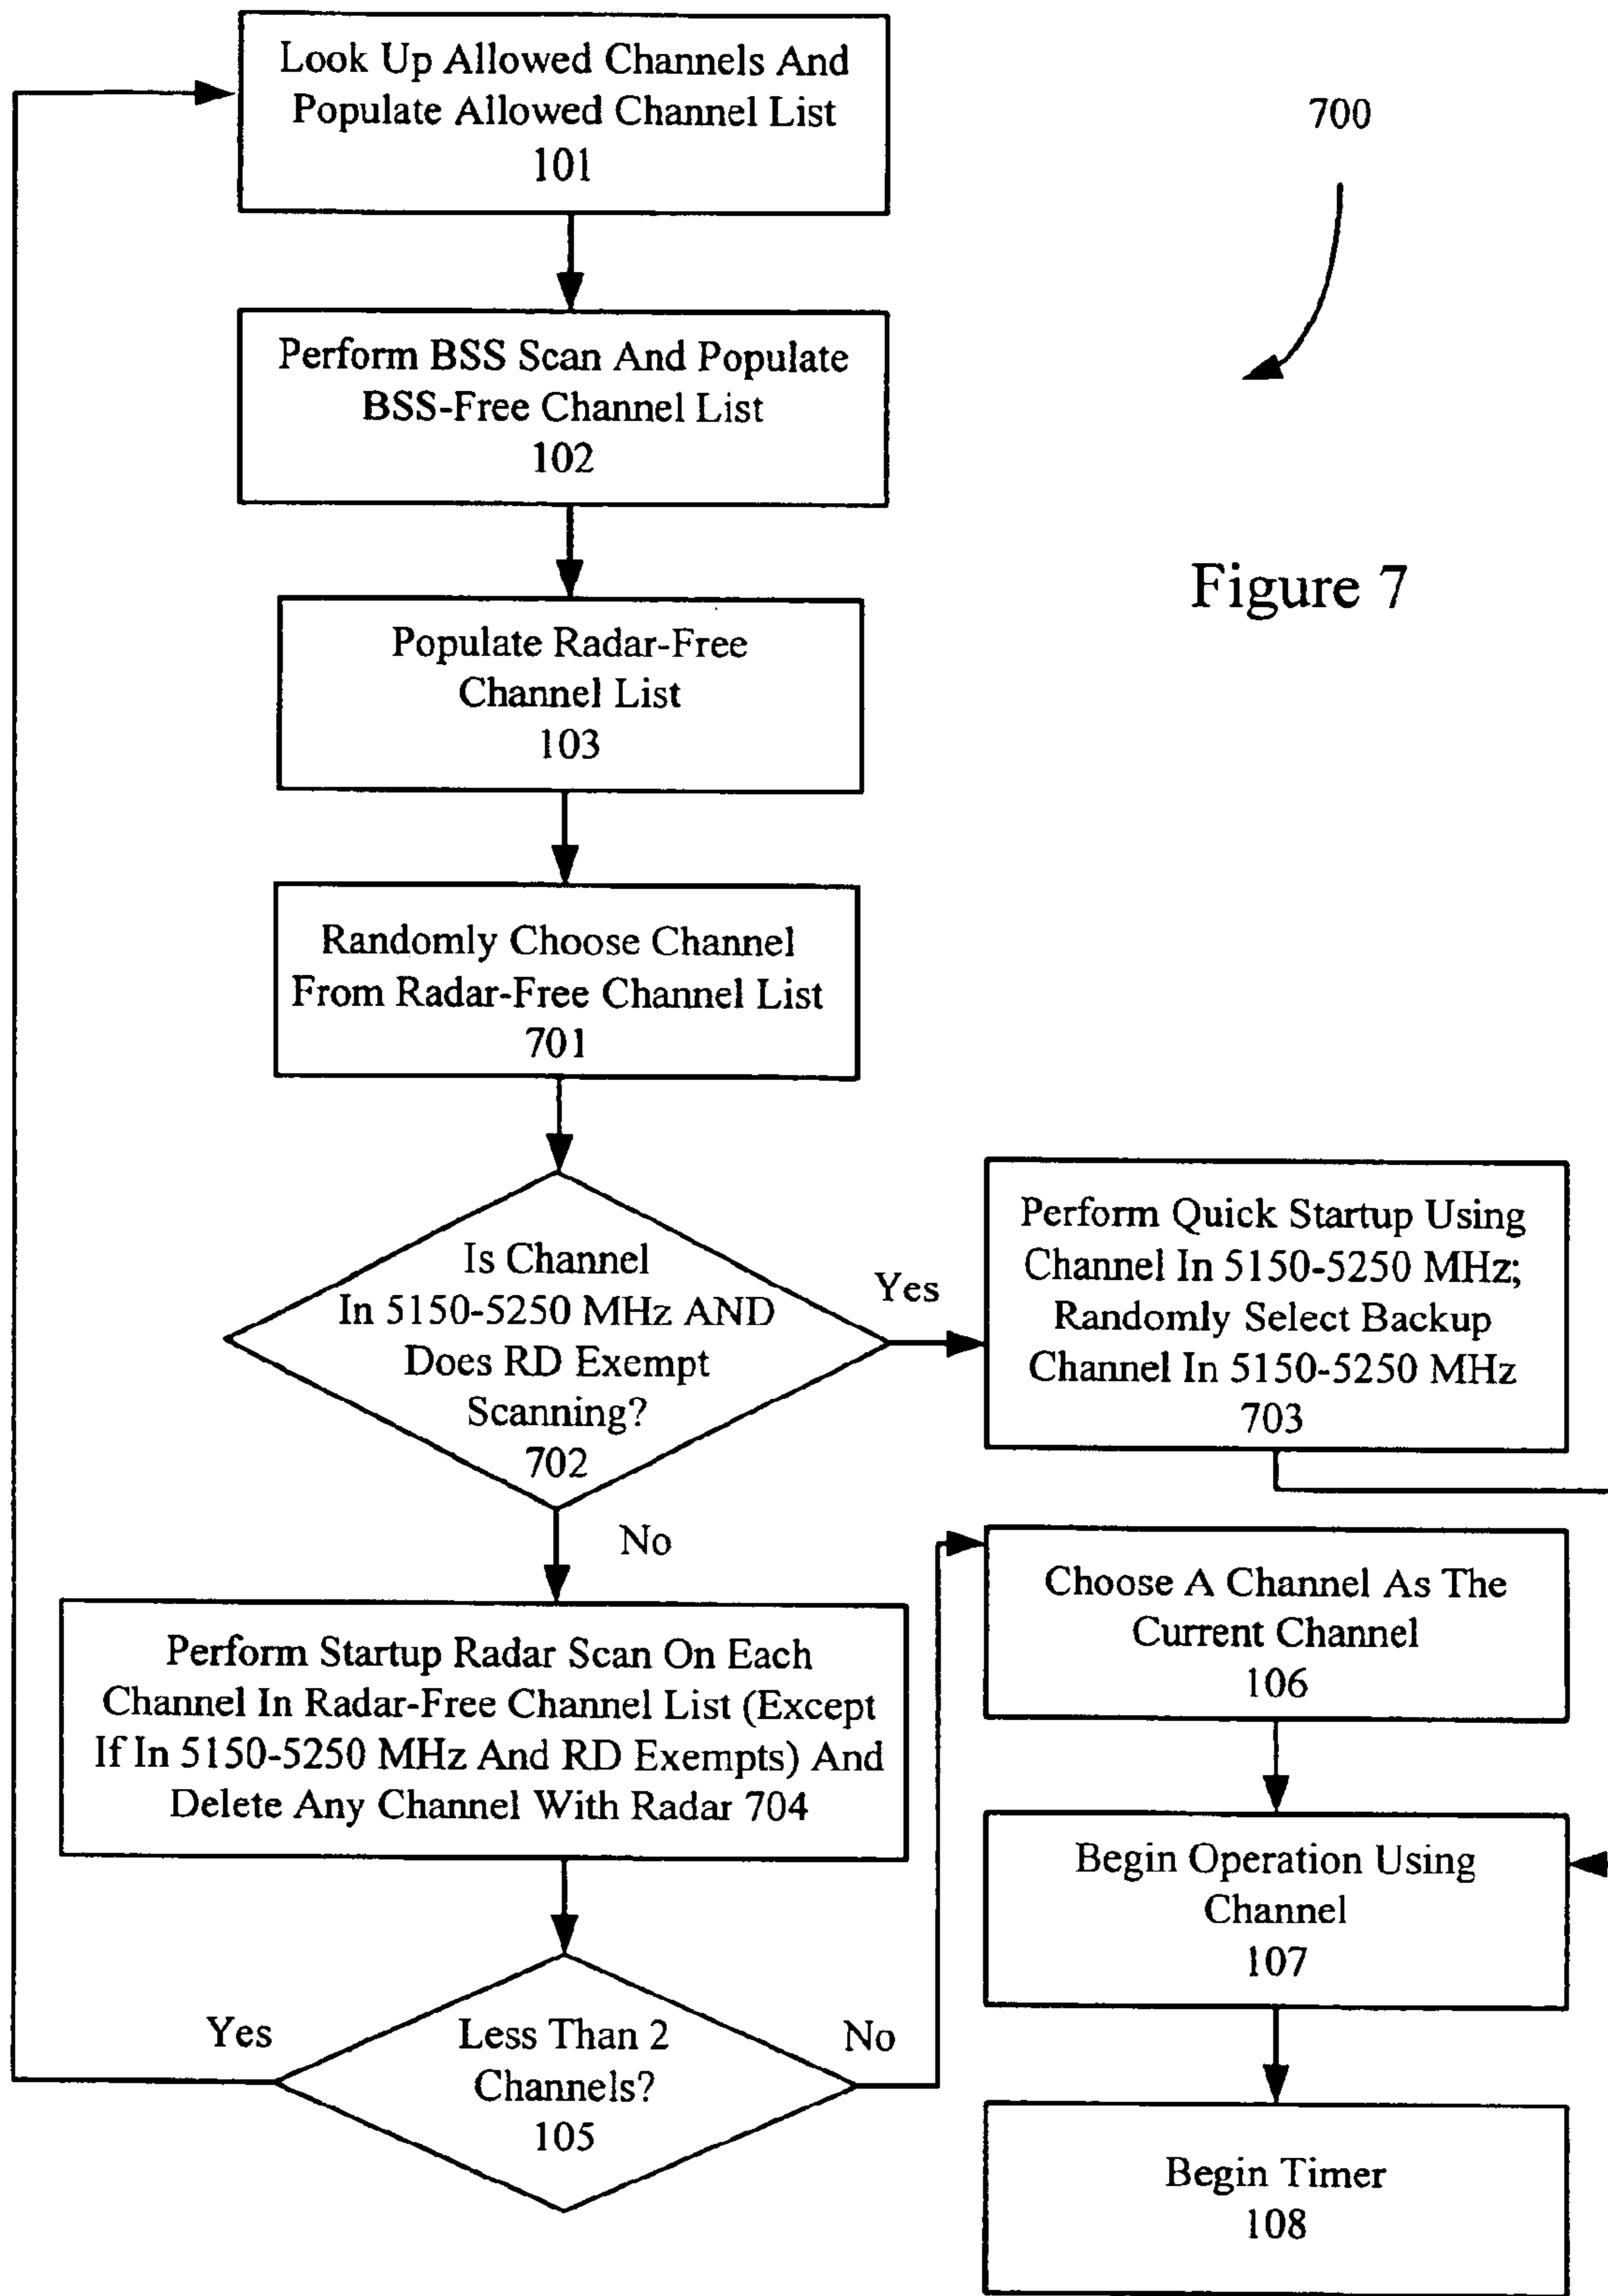 Look Up Allowed Channels And
Populate Allowed Channel List
101
700
Perform BSS Scan And Populate
BSS-Free Channel List
102
Figure 7
Populate Radar-Free
Channel List
103
Randomly Choose Channel
From Radar-Free Channel List
701
Is Channel
In 5150-5250 MHz AND
Does RD Exempt
Scanning?
702
Yes
No
Perform Quick Startup Using
Channel In 5150-5250 MHz;
Randomly Select Backup
Channel In 5150-5250 MHz
703
Perform Startup Radar Scan On Each
Channel In Radar-Free Channel List (Except
If In 5150-5250 MHz And RD Exempts) And
Delete Any Channel With Radar 704
Less Than 2
Channels?
105
Yes
No
Choose A Channel As The
Current Channel
106
Begin Operation Using
Channel
107
Begin Timer
108